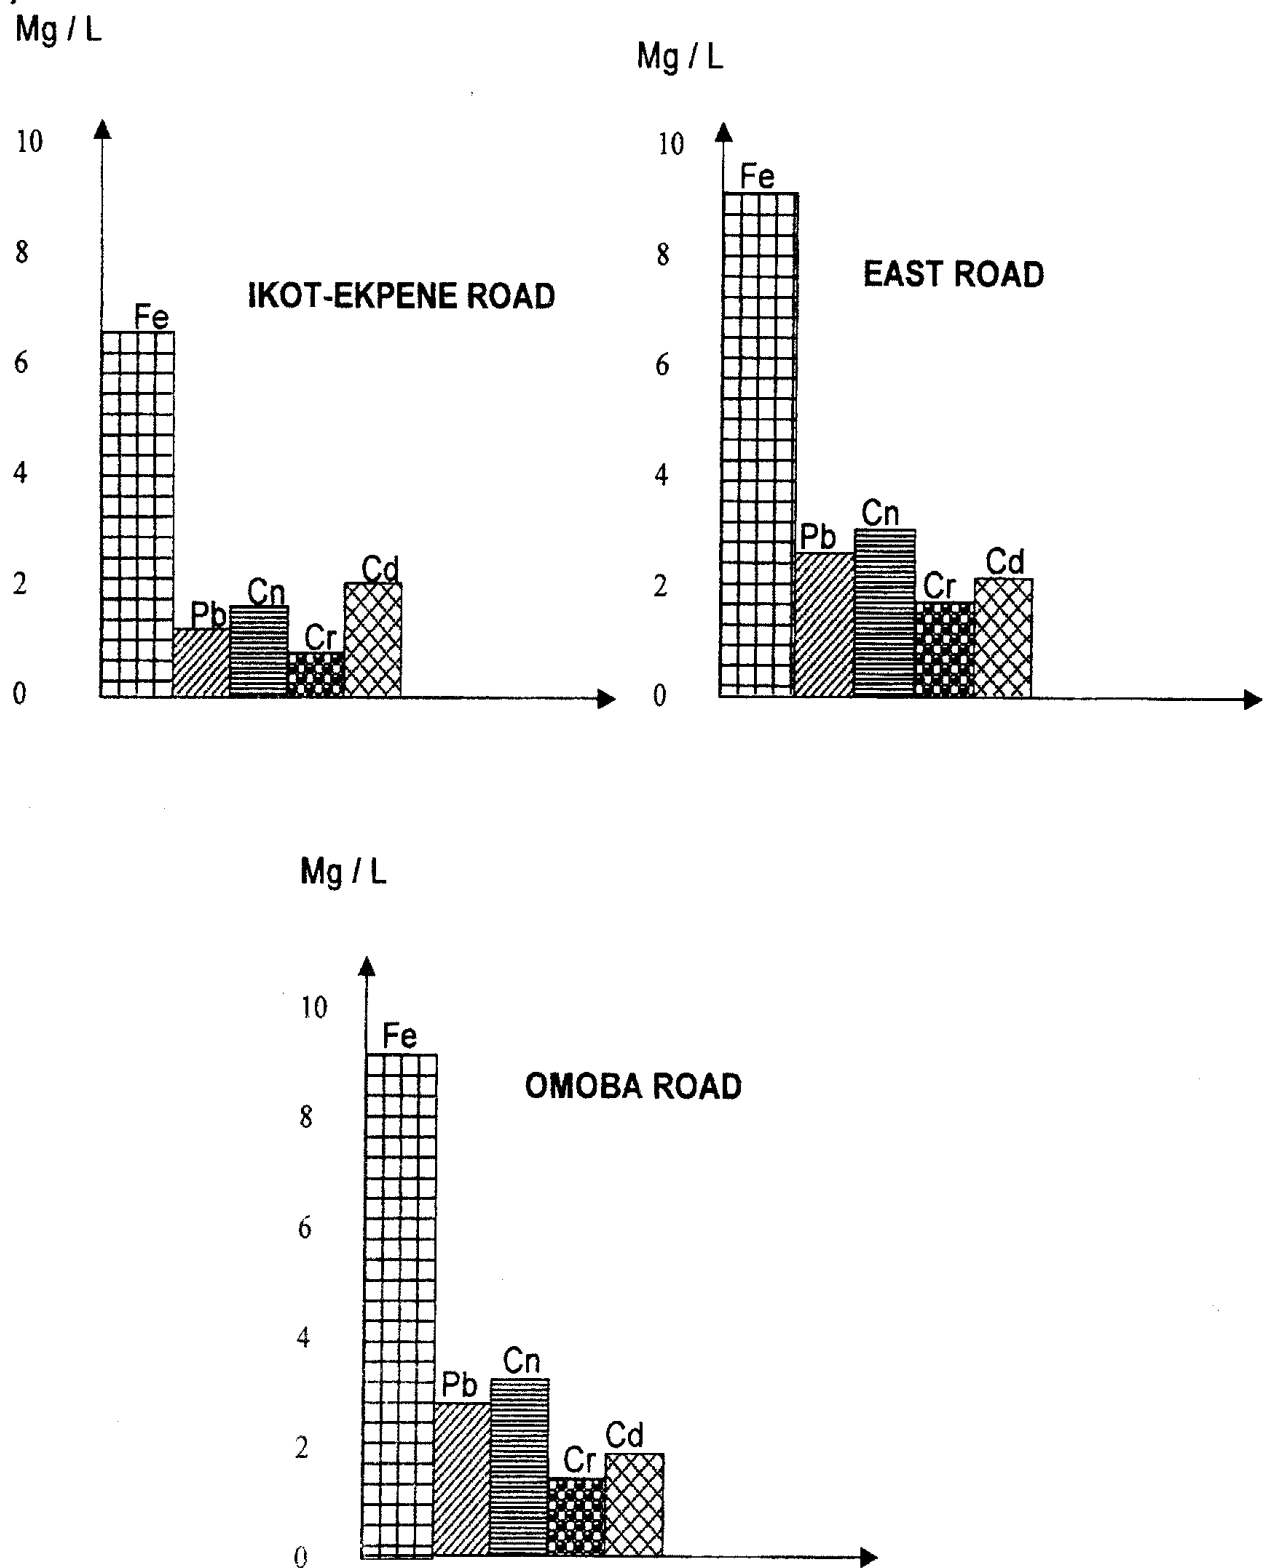 Mg / L
10
8
6
4
2
0
Fe
Pb
Cn
Cr
Cd
IKOT-EKPENE ROAD
Mg / L
10
8
6
4
2
0
Fe
Pb
Cn
Cr
Cd
EAST ROAD
Mg / L
10
8
6
4
2
0
Fe
Pb
Cn
Cr
Cd
OMOBA ROAD